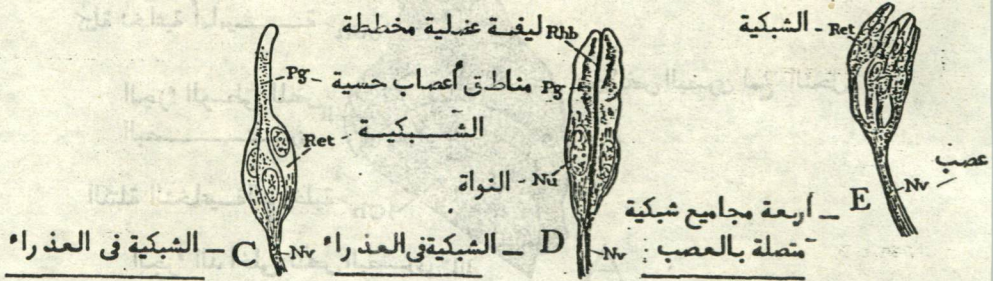 ليفة عضلية مخططة Rhb
الشبكية - Ret
Pg - مناطق أعصاب حسية Pg
الشبكية Ret
النواة - Nu
عصب
Nv
E - أربعة مجاميع شبكية
متصلة بالعصب :
Nv
D - الشبكية في العذراء
Nv
C - الشبكية في العذراء